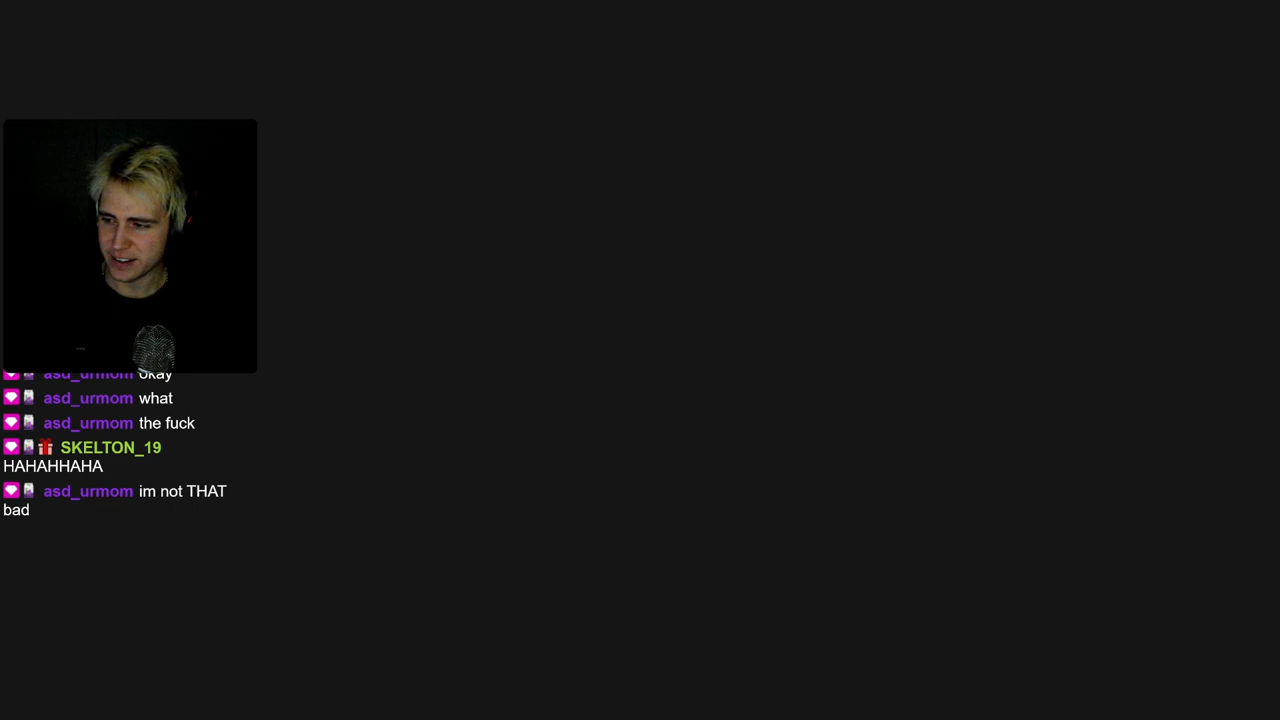 asd_urmom okay
asd_urmom what
asd_urmom the fuck
SKELTON_19
HAHAHHAHA
asd_urmom im not THAT
bad